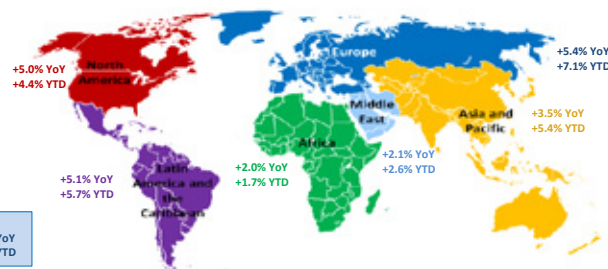 Europe
+5.4% YoY
+7.1% YTD
North
America
+5.0% YoY
+4.4% YTD
Middle
East
Asia and
Pacific
+3.5% YoY
+5.4% YTD
Africa
+2.1% YoY
+2.6% YTD
+2.0% YoY
+1.7% YTD
Latin
America and
the
Caribbean
+5.1% YoY
+5.7% YTD
YoY
YTD